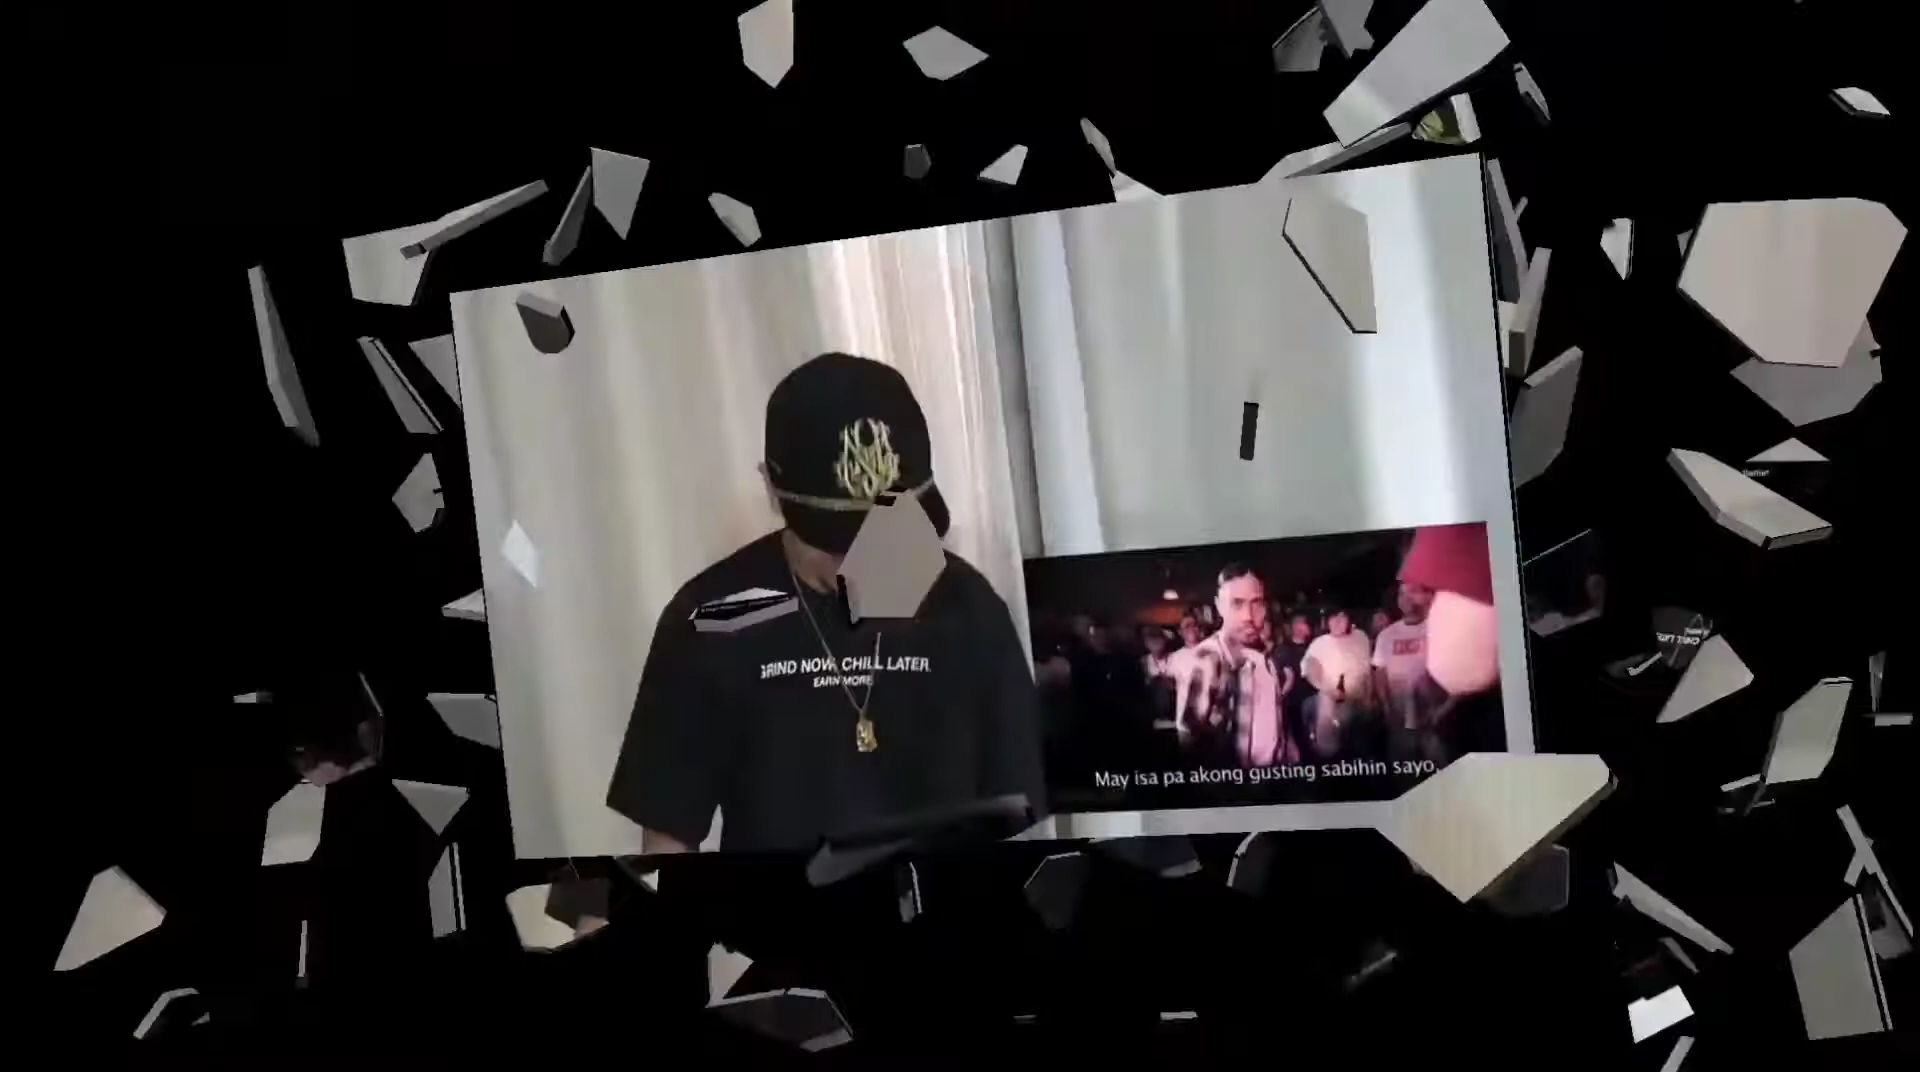 GRIND NOW, CHILL LATER.
EARN MORE
May isa pa akong gusting sabihin sayo,